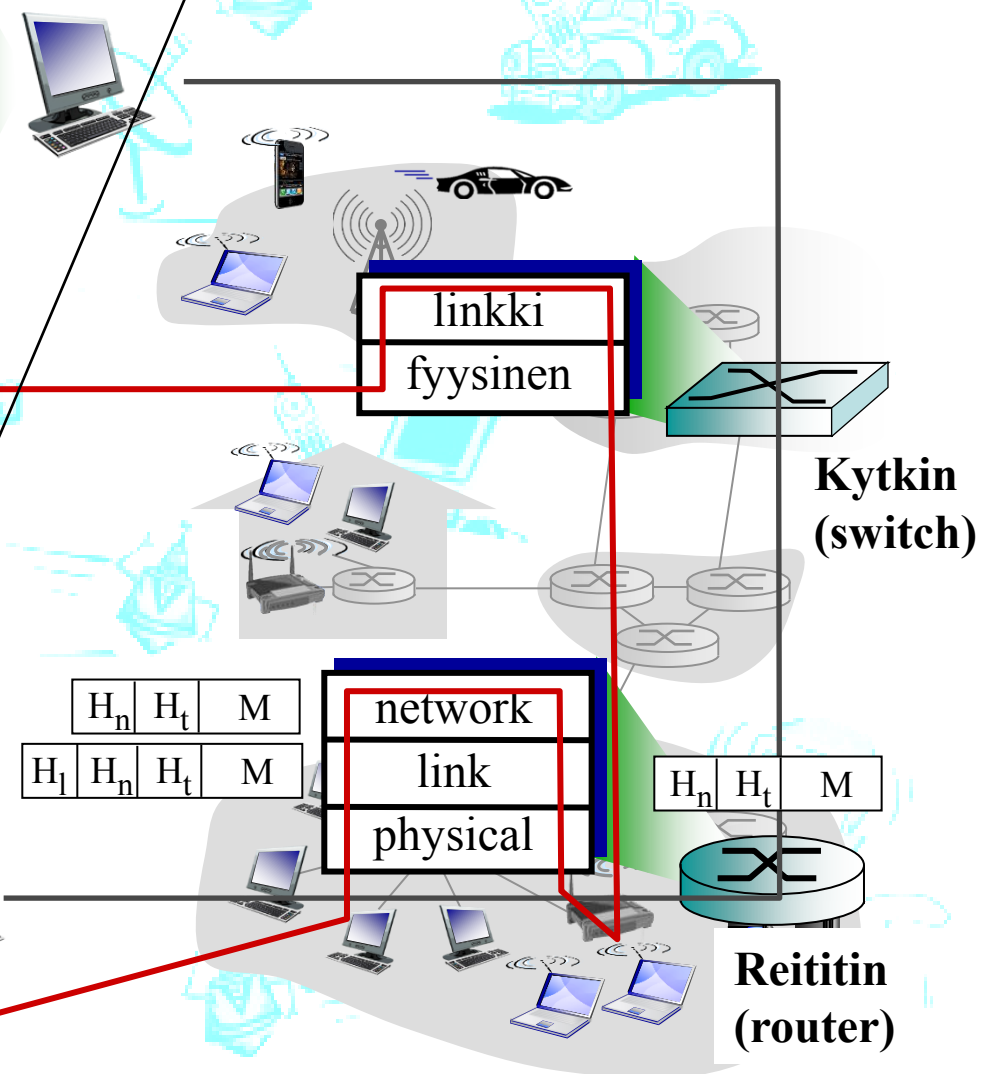 linkki
fyysinen
Kytkin
(switch)
Hn Ht M
network
Hl Hn Ht M
link
Hn Ht M
physical
Reititin
(router)